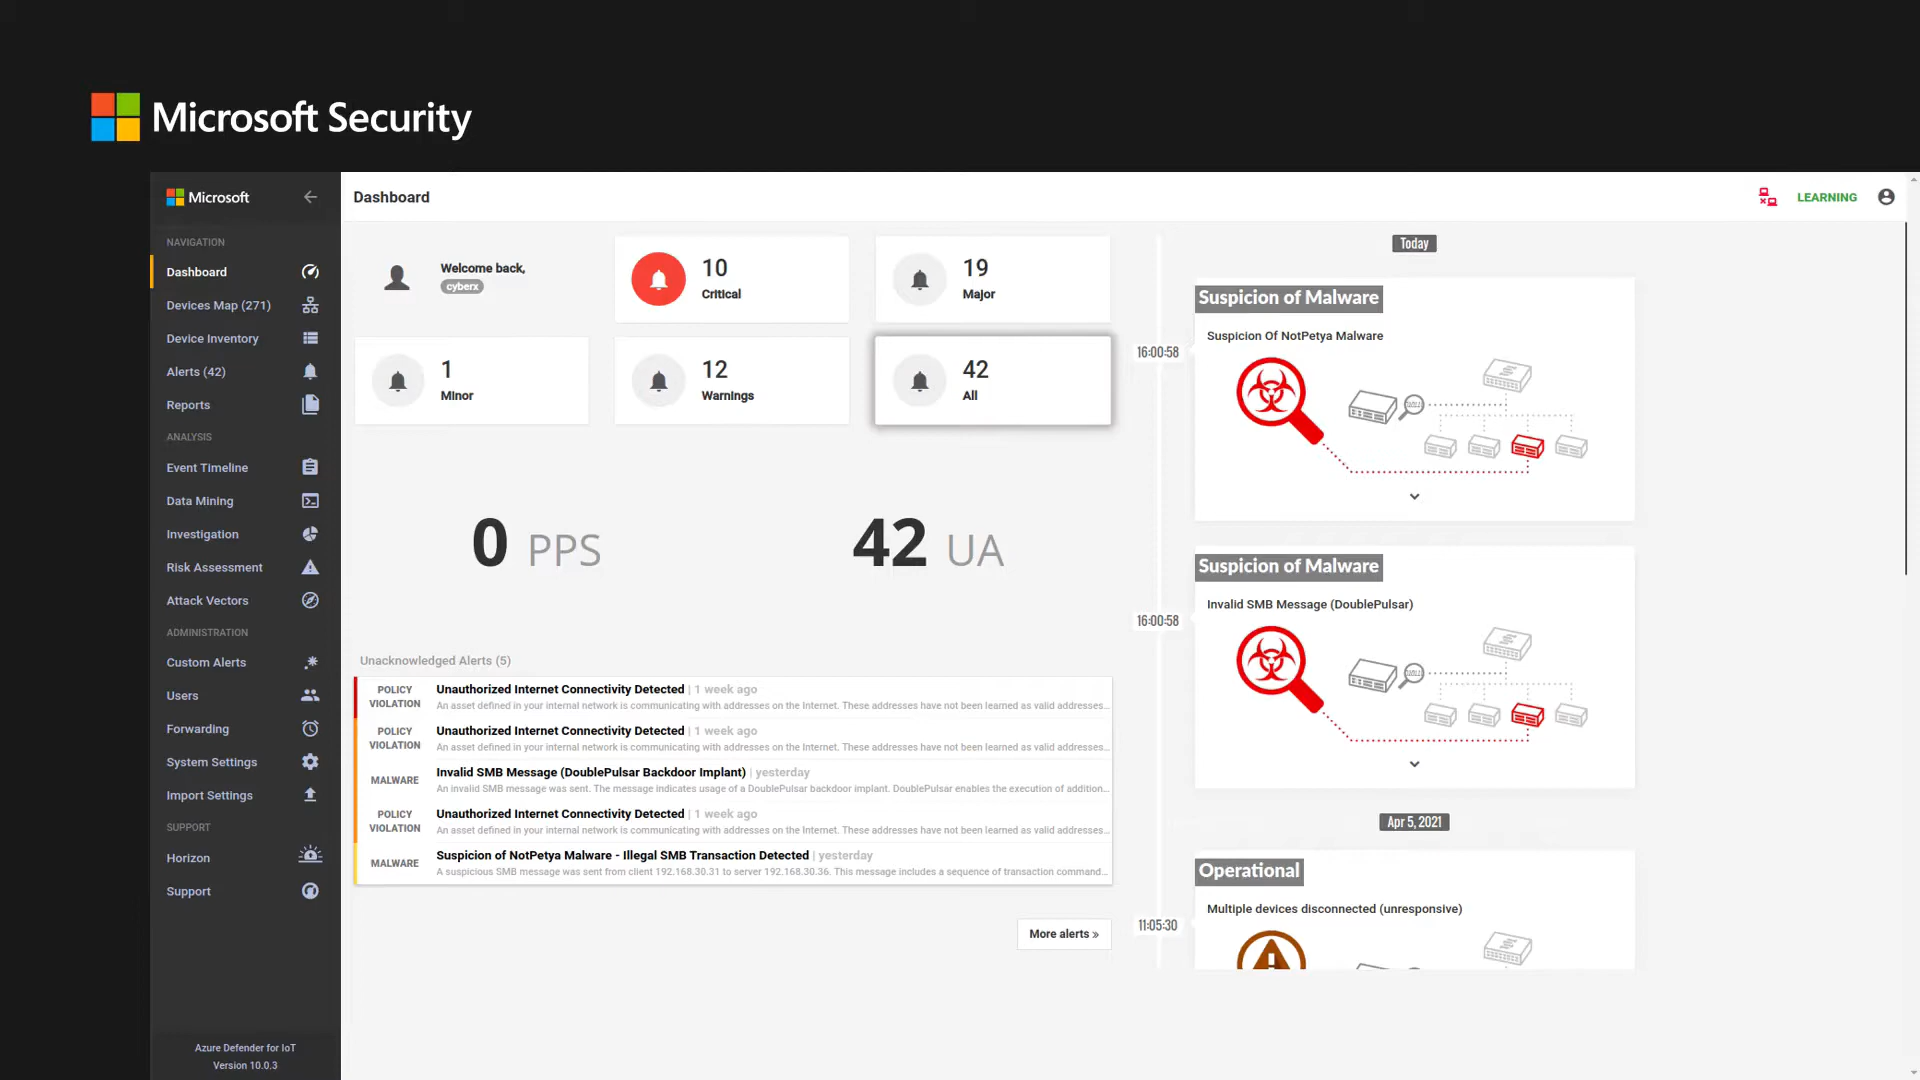 Microsoft Security
Microsoft
NAVIGATION
Dashboard
Devices Map (271)
Device Inventory
Alerts (42)
Reports
ANALYSIS
Event Timeline
Data Mining
Investigation
Risk Assessment
Attack Vectors
ADMINISTRATION
Custom Alerts
Users
Forwarding
System Settings
Import Settings
SUPPORT
Horizon
Support
Azure Defender for IoT
Version 10.0.3
Dashboard
LEARNING
Welcome back,
cyberx
10
Critical
19
Major
1
Minor
12
Warnings
42
All
0 PPS
42 UA
Unacknowledged Alerts (5)
POLICY
VIOLATION
Unauthorized Internet Connectivity Detected | 1 week ago
An asset defined in your internal network is communicating with addresses on the Internet. These addresses have not been learned as valid addresses...
POLICY
VIOLATION
Unauthorized Internet Connectivity Detected | 1 week ago
An asset defined in your internal network is communicating with addresses on the Internet. These addresses have not been learned as valid addresses...
MALWARE
Invalid SMB Message (DoublePulsar Backdoor Implant) | yesterday
An invalid SMB message was sent. The message indicates usage of a DoublePulsar backdoor implant. DoublePulsar enables the execution of addition...
POLICY
VIOLATION
Unauthorized Internet Connectivity Detected | 1 week ago
An asset defined in your internal network is communicating with addresses on the Internet. These addresses have not been learned as valid addresses...
MALWARE
Suspicion of NotPetya Malware - Illegal SMB Transaction Detected | yesterday
A suspicious SMB message was sent from client 192.168.30.31 to server 192.168.30.36. This message includes a sequence of transaction command...
More alerts »
Today
16:00:58
Suspicion of Malware
Suspicion Of NotPetya Malware
16:00:58
Suspicion of Malware
Invalid SMB Message (DoublePulsar)
Apr 5, 2021
11:05:30
Operational
Multiple devices disconnected (unresponsive)